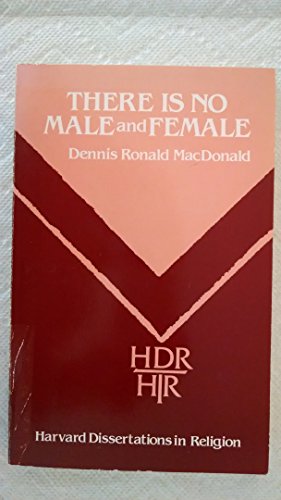 THERE IS NO
MALE and FEMALE
Dennis Ronald MacDonald
HDR
HTR
Harvard Dissertations in Religion